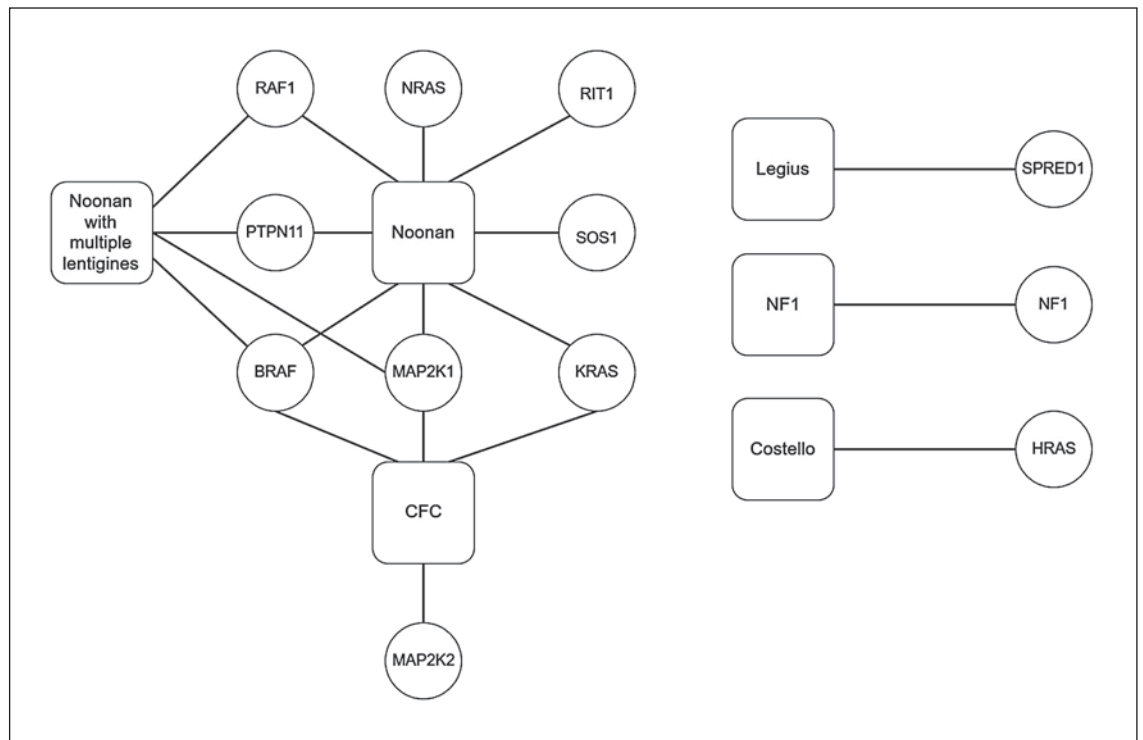 RAF1
NRAS
RIT1
Noonan
with
multiple
lentigines
PTPN11
Noonan
SOS1
BRAF
MAP2K1
KRAS
CFC
MAP2K2
Legius
SPRED1
NF1
NF1
Costello
HRAS